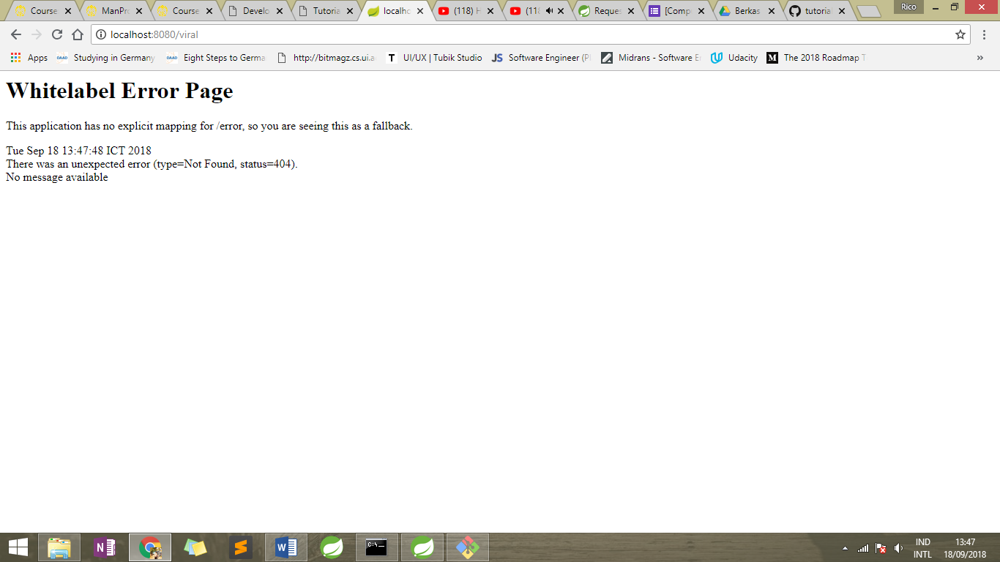 Course
ManPro
Course
Develo
Tutoria
localho
(118) H
(118
Reques
[Comp
Berkas
tutorial
Rico
localhost:8080/viral
Apps
Studying in Germany
Eight Steps to Germa
http://bitmagz.cs.ui.a
UI/UX | Tubik Studio
JS Software Engineer (P
Midrans - Software E
Udacity
M The 2018 Roadmap T
»
Whitelabel Error Page
This application has no explicit mapping for /error, so you are seeing this as a fallback.
Tue Sep 18 13:47:48 ICT 2018
There was an unexpected error (type=Not Found, status=404).
No message available
IND
INTL
13:47
18/09/2018